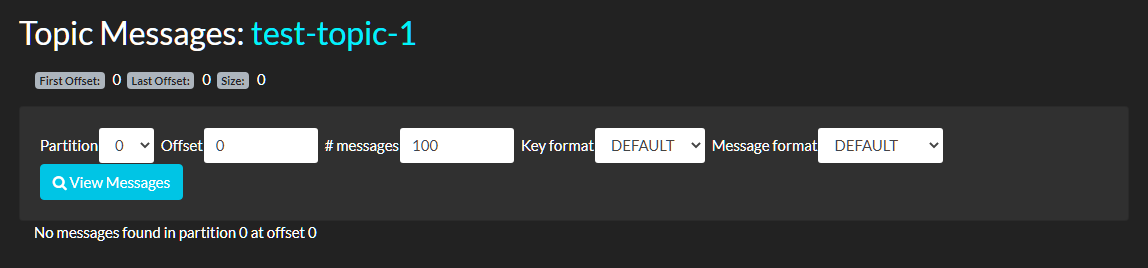 Topic Messages: test-topic-1
First Offset: 0 Last Offset: 0 Size: 0
Partition 0 Offset 0 # messages 100 Key format DEFAULT Message format DEFAULT
View Messages
No messages found in partition 0 at offset 0